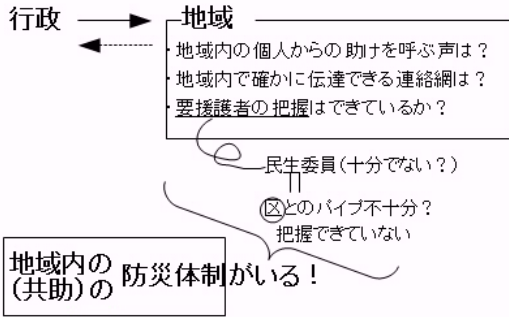 行政 地域
・地域内の個人からの助けを呼ぶ声は？
・地域内で確かに伝達できる連絡網は？
・要援護者の把握はできているか？
民生委員（十分でない？）
区とのパイプ不十分？
把握できていない
地域内の
（共助）の 防災体制がいる！